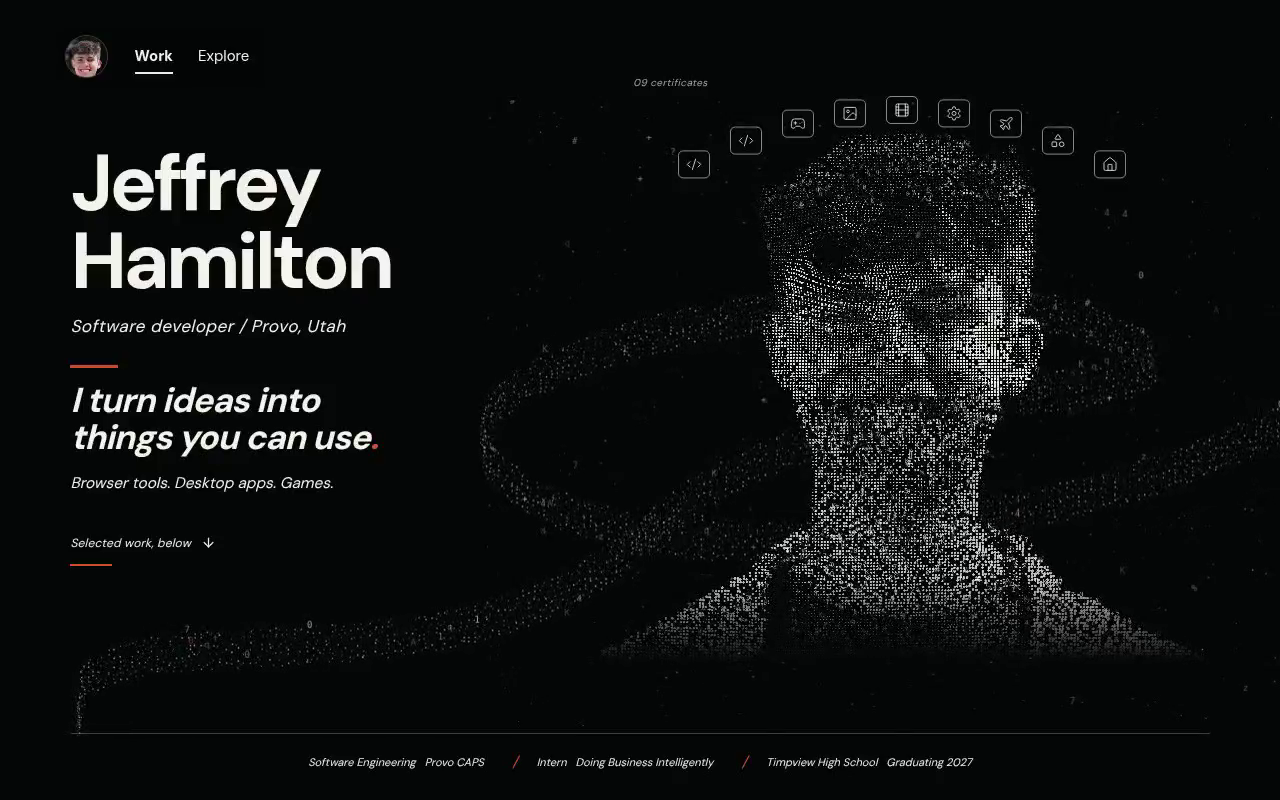 Work Explore
09 certificates
Jeffrey
Hamilton
Software developer / Provo, Utah
I turn ideas into
things you can use.
Browser tools. Desktop apps. Games.
Selected work, below ↓
Software Engineering Provo CAPS / Intern Doing Business Intelligently / Timpview High School Graduating 2027